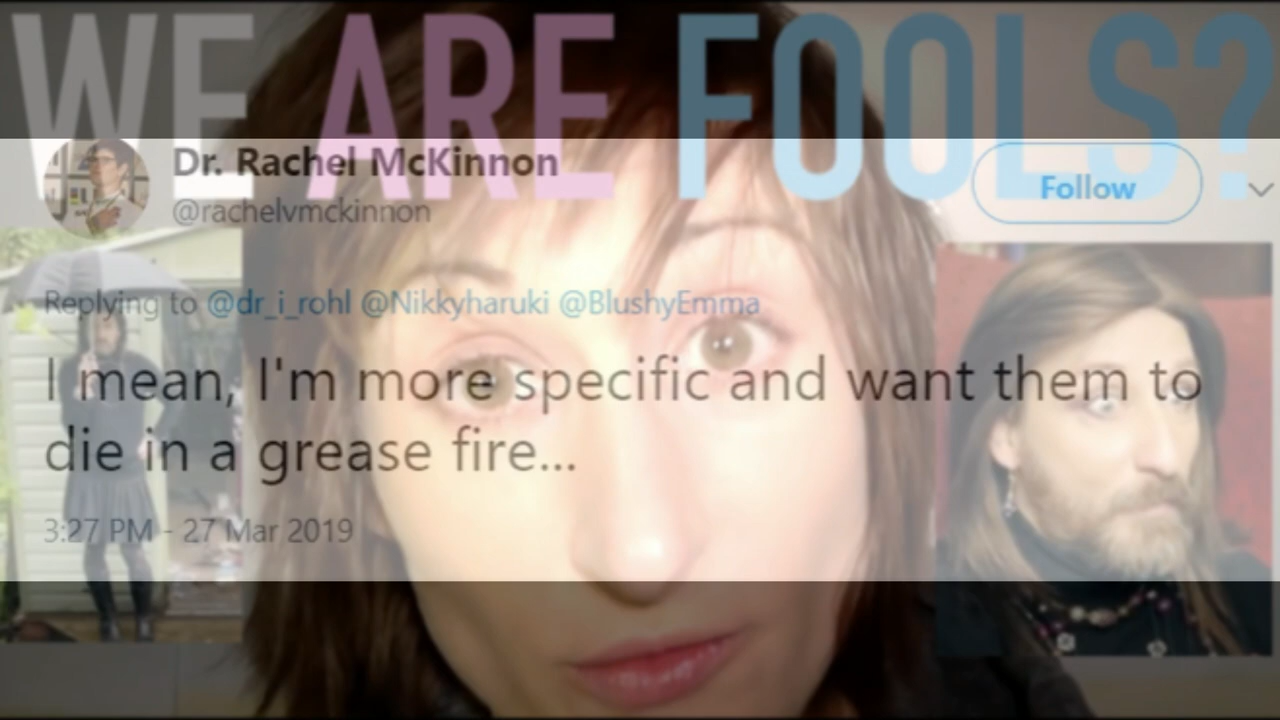 WE ARE FOOLS?
Dr. Rachel McKinnon
@rachelvmckinnon
Follow
Replying to @dr_i_rohl @Nikkyharuki @BlushyEmma
I mean, I'm more specific and want them to
die in a grease fire...
3:27 PM - 27 Mar 2019